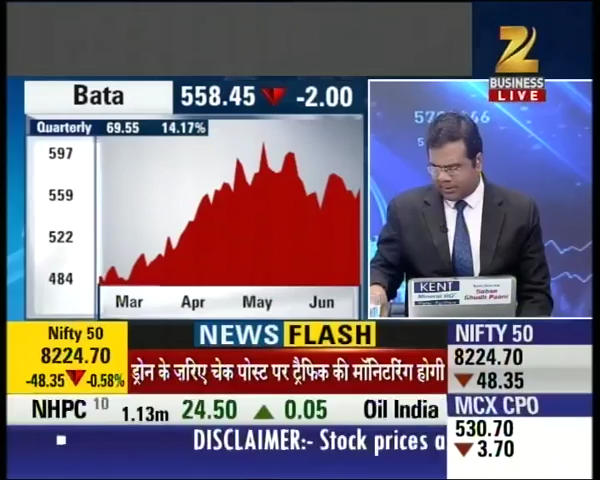 Z
BUSINESS
LIVE
Bata 558.45 -2.00
Quarterly 69.55 14.17%
597
559
522
484
Mar Apr May Jun
KENT
Mineral RO
Sabse
Shudh Paani
Nifty 50
8224.70
-48.35 -0.58%
NEWS FLASH
ड्रोन के जरिए चेक पोस्ट पर ट्रैफिक की मॉनिटरिंग होगी
NIFTY 50
8224.70
48.35
NHPC 10 1.13m 24.50 0.05 Oil India
MCX CPO
530.70
3.70
DISCLAIMER:- Stock prices a